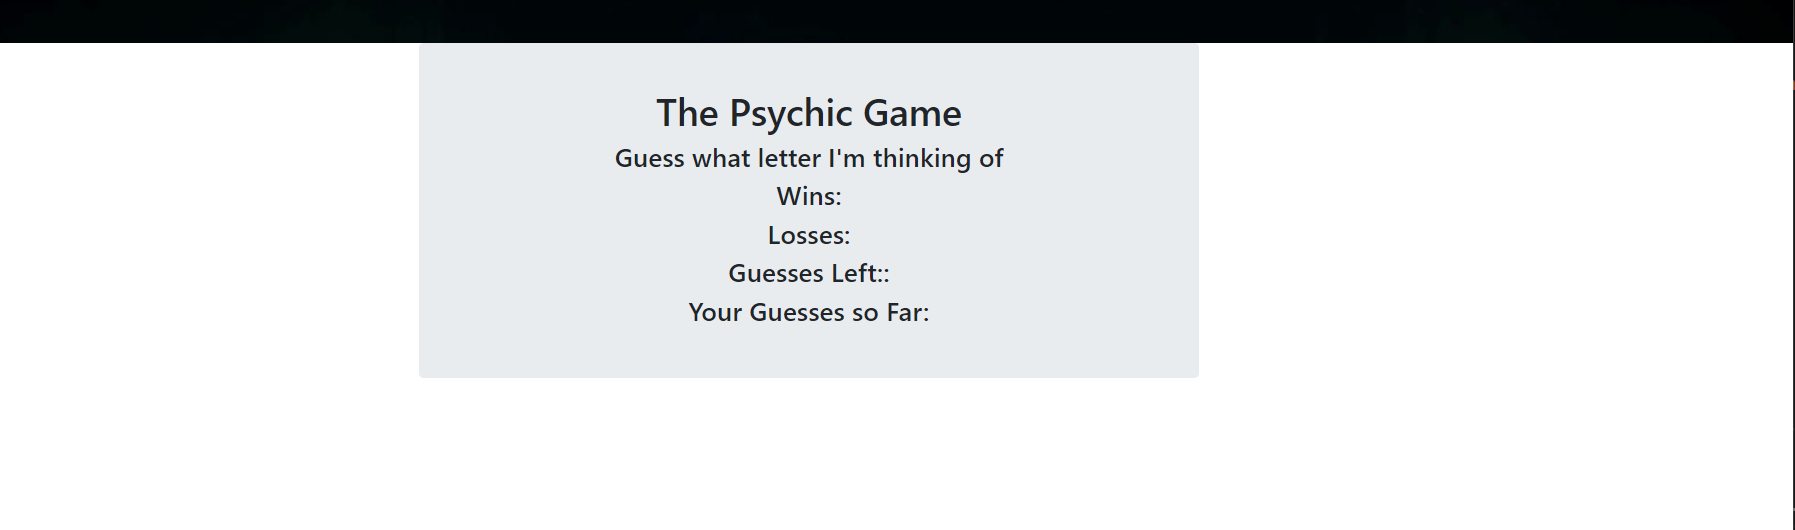 The Psychic Game
Guess what letter I'm thinking of
Wins:
Losses:
Guesses Left::
Your Guesses so Far: